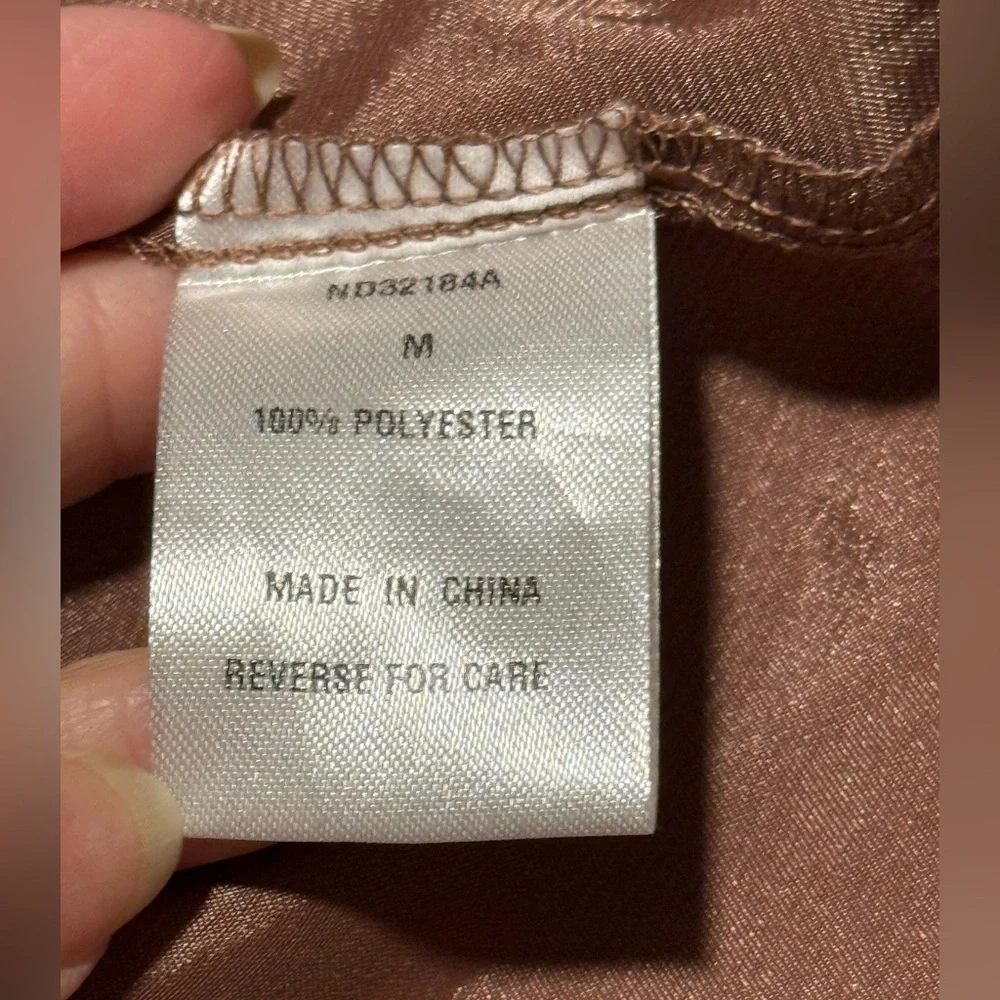 ND32184A
M
100% POLYESTER
MADE IN CHINA
REVERSE FOR CARE